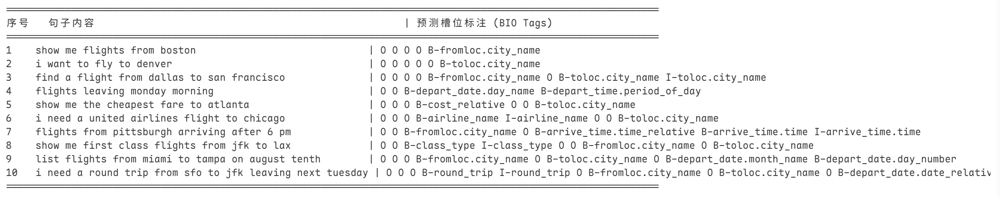 序号 句子内容 | 预测槽位标注 (BIO Tags)
1 show me flights from boston | O O O O B-fromloc.city_name
2 i want to fly to denver | O O O O O B-toloc.city_name
3 find a flight from dallas to san francisco | O O O O B-fromloc.city_name O B-toloc.city_name I-toloc.city_name
4 flights leaving monday morning | O O B-depart_date.day_name B-depart_time.period_of_day
5 show me the cheapest fare to atlanta | O O O B-cost_relative O O B-toloc.city_name
6 i need a united airlines flight to chicago | O O O B-airline_name I-airline_name O O B-toloc.city_name
7 flights from pittsburgh arriving after 6 pm | O O B-fromloc.city_name O B-arrive_time.time_relative B-arrive_time.time I-arrive_time.time
8 show me first class flights from jfk to lax | O O B-class_type I-class_type O O B-fromloc.city_name O B-toloc.city_name
9 list flights from miami to tampa on august tenth | O O O B-fromloc.city_name O B-toloc.city_name O B-depart_date.month_name B-depart_date.day_number
10 i need a round trip from sfo to jfk leaving next tuesday | O O O B-round_trip I-round_trip O B-fromloc.city_name O B-toloc.city_name O B-depart_date.date_relativ